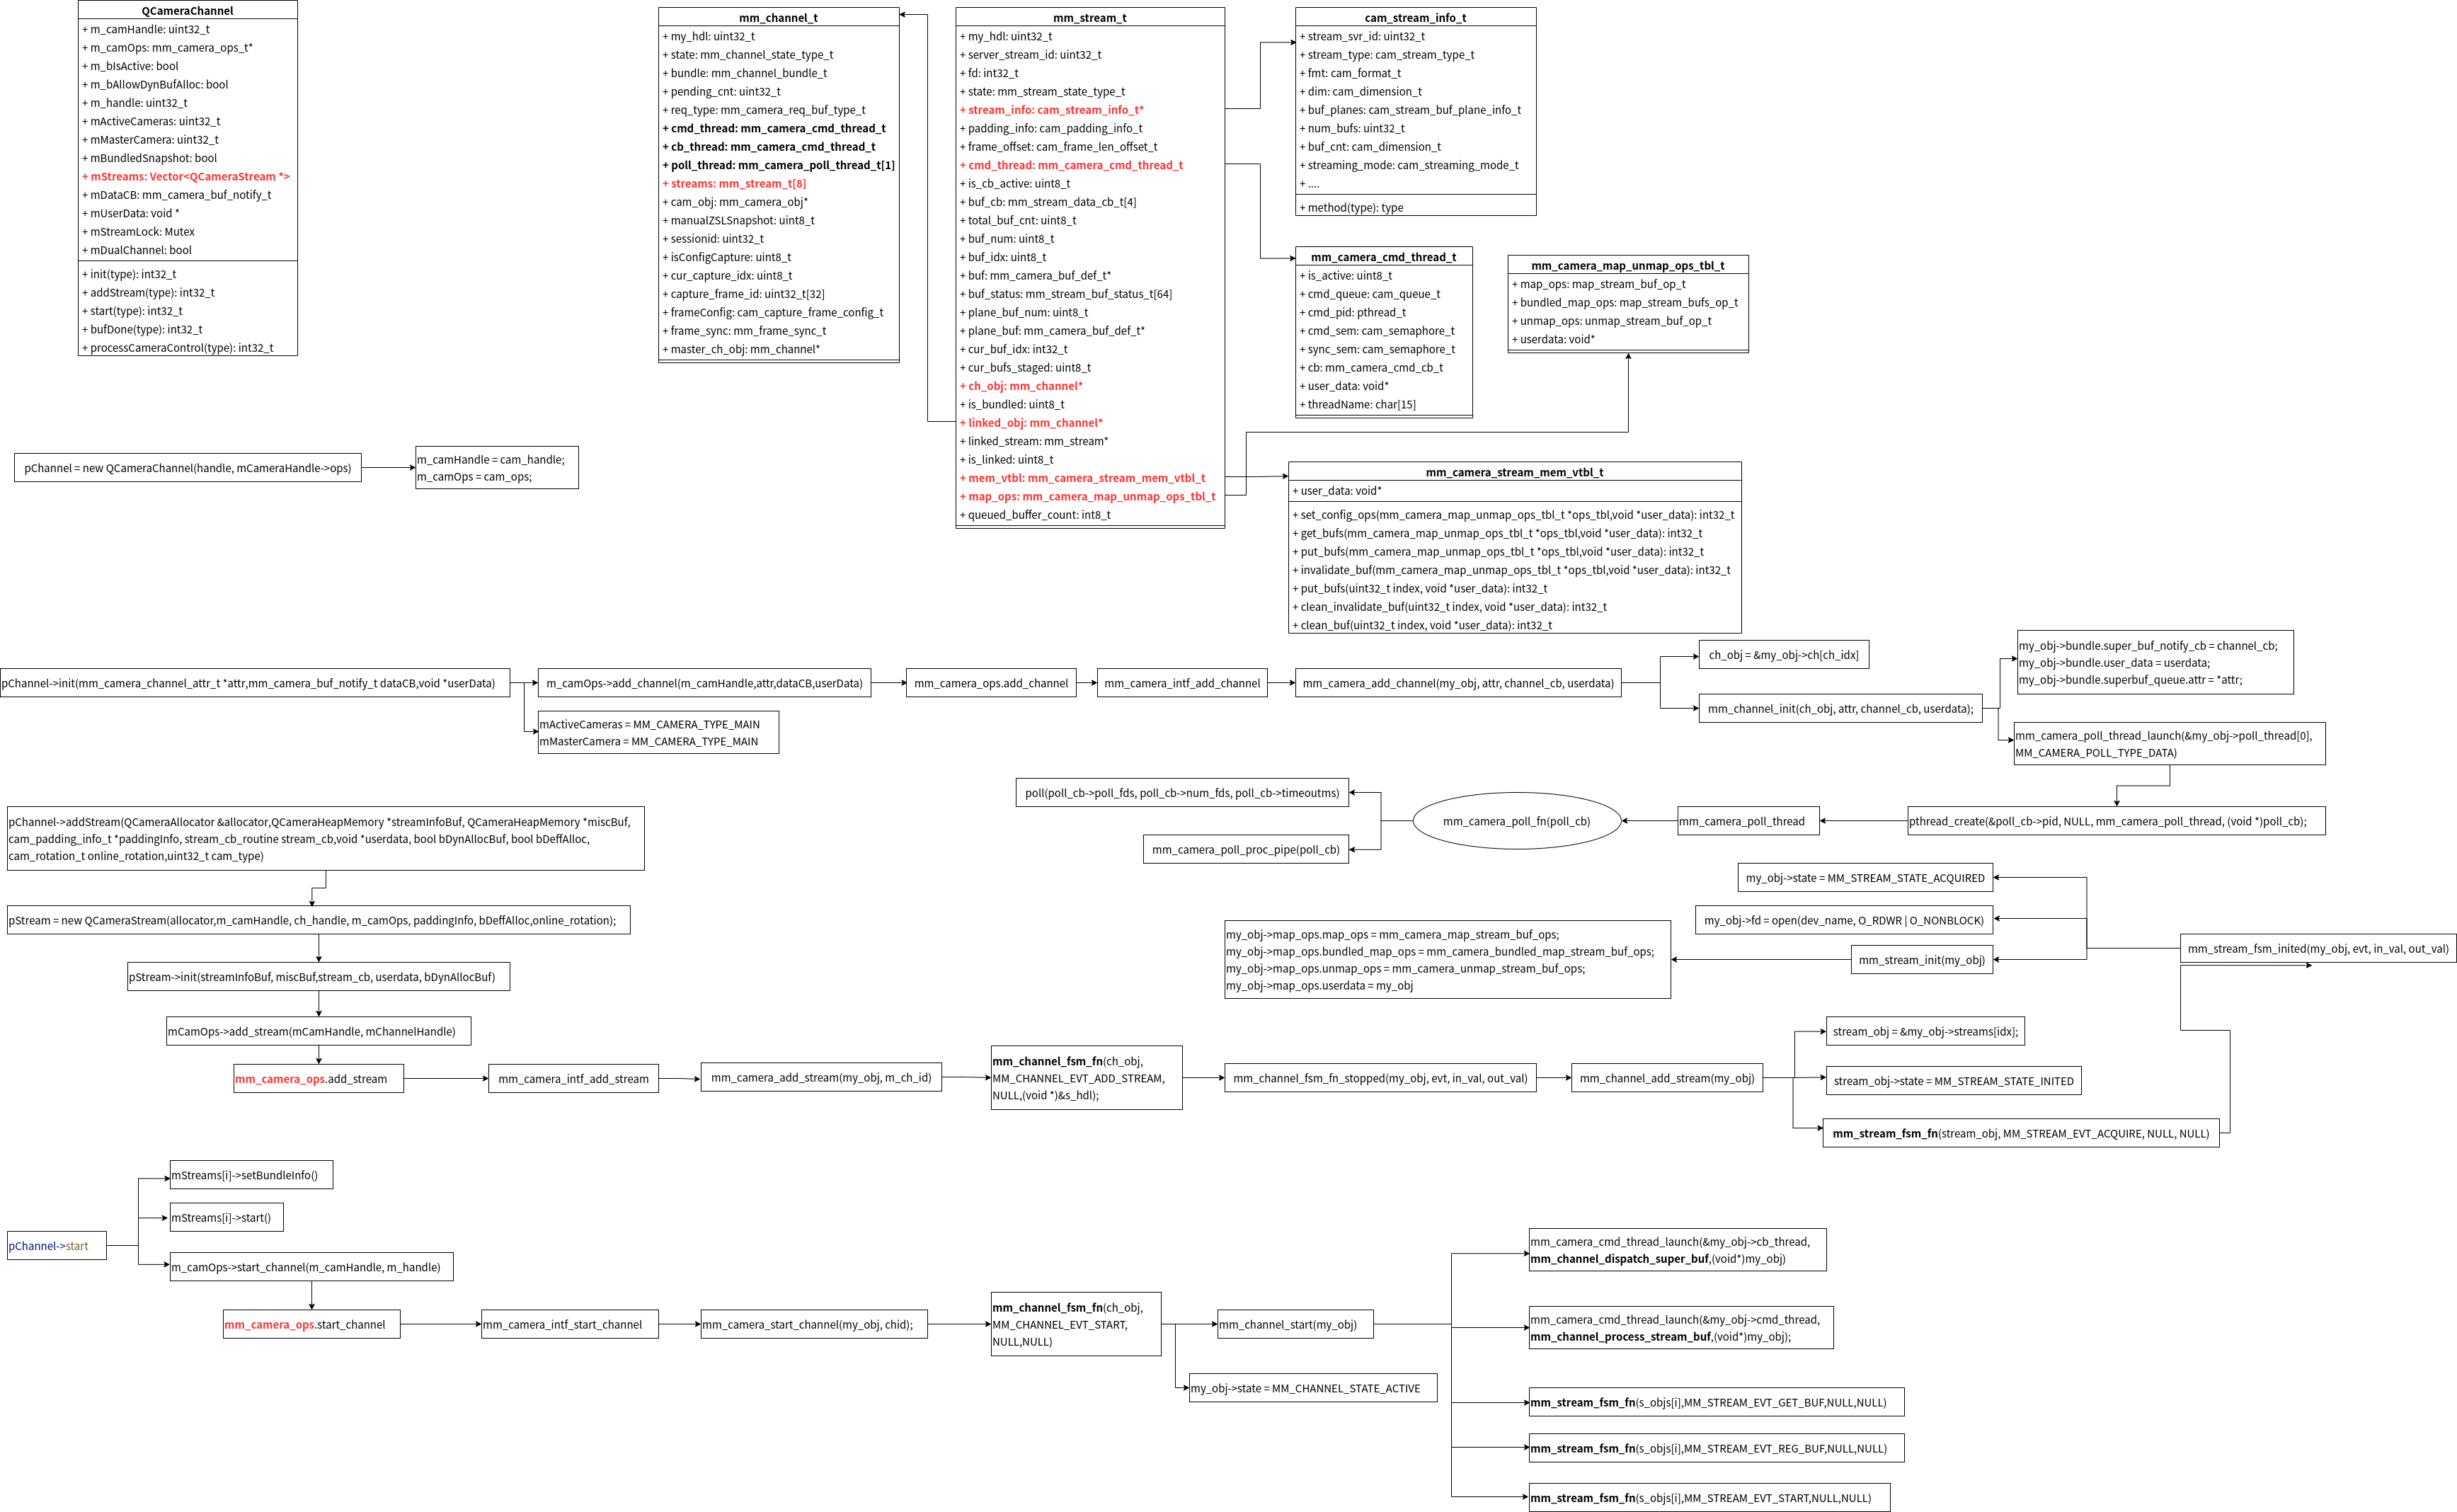 QCameraChannel
+ m_camHandle: uint32_t
+ m_camOps: mm_camera_ops_t*
+ m_bIsActive: bool
+ m_bAllowDynBufAlloc: bool
+ m_handle: uint32_t
+ mActiveCameras: uint32_t
+ mMasterCamera: uint32_t
+ mBundledSnapshot: bool
+ mStreams: Vector<QCameraStream *>
+ mDataCB: mm_camera_buf_notify_t
+ mUserData: void *
+ mStreamLock: Mutex
+ mDualChannel: bool
+ init(type): int32_t
+ addStream(type): int32_t
+ start(type): int32_t
+ bufDone(type): int32_t
+ processCameraControl(type): int32_t
mm_channel_t
+ my_hdl: uint32_t
+ state: mm_channel_state_type_t
+ bundle: mm_channel_bundle_t
+ pending_cnt: uint32_t
+ req_type: mm_camera_req_buf_type_t
+ cmd_thread: mm_camera_cmd_thread_t
+ cb_thread: mm_camera_cmd_thread_t
+ poll_thread: mm_camera_poll_thread_t[1]
+ streams: mm_stream_t[8]
+ cam_obj: mm_camera_obj*
+ manualZSLSnapshot: uint8_t
+ sessionid: uint32_t
+ isConfigCapture: uint8_t
+ cur_capture_idx: uint8_t
+ capture_frame_id: uint32_t[32]
+ frameConfig: cam_capture_frame_config_t
+ frame_sync: mm_frame_sync_t
+ master_ch_obj: mm_channel*
mm_stream_t
+ my_hdl: uint32_t
+ server_stream_id: uint32_t
+ fd: int32_t
+ state: mm_stream_state_type_t
+ stream_info: cam_stream_info_t*
+ padding_info: cam_padding_info_t
+ frame_offset: cam_frame_len_offset_t
+ cmd_thread: mm_camera_cmd_thread_t
+ is_cb_active: uint8_t
+ buf_cb: mm_stream_data_cb_t[4]
+ total_buf_cnt: uint8_t
+ buf_num: uint8_t
+ buf_idx: uint8_t
+ buf: mm_camera_buf_def_t*
+ buf_status: mm_stream_buf_status_t[64]
+ plane_buf_num: uint8_t
+ plane_buf: mm_camera_buf_def_t*
+ cur_buf_idx: int32_t
+ cur_bufs_staged: uint8_t
+ ch_obj: mm_channel*
+ is_bundled: uint8_t
+ linked_obj: mm_channel*
+ linked_stream: mm_stream*
+ is_linked: uint8_t
+ mem_vtbl: mm_camera_stream_mem_vtbl_t
+ map_ops: mm_camera_map_unmap_ops_tbl_t
+ queued_buffer_count: int8_t
cam_stream_info_t
+ stream_svr_id: uint32_t
+ stream_type: cam_stream_type_t
+ fmt: cam_format_t
+ dim: cam_dimension_t
+ buf_planes: cam_stream_buf_plane_info_t
+ num_bufs: uint32_t
+ buf_cnt: cam_dimension_t
+ streaming_mode: cam_streaming_mode_t
+ ....
+ method(type): type
mm_camera_cmd_thread_t
+ is_active: uint8_t
+ cmd_queue: cam_queue_t
+ cmd_pid: pthread_t
+ cmd_sem: cam_semaphore_t
+ sync_sem: cam_semaphore_t
+ cb: mm_camera_cmd_cb_t
+ user_data: void*
+ threadName: char[15]
mm_camera_map_unmap_ops_tbl_t
+ map_ops: map_stream_buf_op_t
+ bundled_map_ops: map_stream_bufs_op_t
+ unmap_ops: unmap_stream_buf_op_t
+ userdata: void*
mm_camera_stream_mem_vtbl_t
+ user_data: void*
+ set_config_ops(mm_camera_map_unmap_ops_tbl_t *ops_tbl,void *user_data): int32_t
+ get_bufs(mm_camera_map_unmap_ops_tbl_t *ops_tbl,void *user_data): int32_t
+ put_bufs(mm_camera_map_unmap_ops_tbl_t *ops_tbl,void *user_data): int32_t
+ invalidate_buf(mm_camera_map_unmap_ops_tbl_t *ops_tbl,void *user_data): int32_t
+ put_bufs(uint32_t index, void *user_data): int32_t
+ clean_invalidate_buf(uint32_t index, void *user_data): int32_t
+ clean_buf(uint32_t index, void *user_data): int32_t
pChannel = new QCameraChannel(handle, mCameraHandle->ops)
m_camHandle = cam_handle;
m_camOps = cam_ops;
pChannel->init(mm_camera_channel_attr_t *attr,mm_camera_buf_notify_t dataCB,void *userData)
m_camOps->add_channel(m_camHandle,attr,dataCB,userData)
mActiveCameras = MM_CAMERA_TYPE_MAIN
mMasterCamera = MM_CAMERA_TYPE_MAIN
mm_camera_ops.add_channel
mm_camera_intf_add_channel
mm_camera_add_channel(my_obj, attr, channel_cb, userdata)
ch_obj = &my_obj->ch[ch_idx]
mm_channel_init(ch_obj, attr, channel_cb, userdata);
my_obj->bundle.super_buf_notify_cb = channel_cb;
my_obj->bundle.user_data = userdata;
my_obj->bundle.superbuf_queue.attr = *attr;
mm_camera_poll_thread_launch(&my_obj->poll_thread[0],
MM_CAMERA_POLL_TYPE_DATA)
pthread_create(&poll_cb->pid, NULL, mm_camera_poll_thread, (void *)poll_cb);
mm_camera_poll_thread
mm_camera_poll_fn(poll_cb)
poll(poll_cb->poll_fds, poll_cb->num_fds, poll_cb->timeoutms)
mm_camera_poll_proc_pipe(poll_cb)
pChannel->addStream(QCameraAllocator &allocator,QCameraHeapMemory *streamInfoBuf, QCameraHeapMemory *miscBuf,
cam_padding_info_t *paddingInfo, stream_cb_routine stream_cb,void *userdata, bool bDynAllocBuf, bool bDeffAlloc,
cam_rotation_t online_rotation,uint32_t cam_type)
pStream = new QCameraStream(allocator,m_camHandle, ch_handle, m_camOps, paddingInfo, bDeffAlloc,online_rotation);
pStream->init(streamInfoBuf, miscBuf,stream_cb, userdata, bDynAllocBuf)
mCamOps->add_stream(mCamHandle, mChannelHandle)
mm_camera_ops.add_stream
mm_camera_intf_add_stream
mm_camera_add_stream(my_obj, m_ch_id)
mm_channel_fsm_fn(ch_obj,
MM_CHANNEL_EVT_ADD_STREAM,
NULL,(void *)&s_hdl);
mm_channel_fsm_fn_stopped(my_obj, evt, in_val, out_val)
mm_channel_add_stream(my_obj)
stream_obj = &my_obj->streams[idx];
stream_obj->state = MM_STREAM_STATE_INITED
mm_stream_fsm_fn(stream_obj, MM_STREAM_EVT_ACQUIRE, NULL, NULL)
mm_stream_fsm_inited(my_obj, evt, in_val, out_val)
my_obj->state = MM_STREAM_STATE_ACQUIRED
my_obj->fd = open(dev_name, O_RDWR | O_NONBLOCK)
mm_stream_init(my_obj)
my_obj->map_ops.map_ops = mm_camera_map_stream_buf_ops;
my_obj->map_ops.bundled_map_ops = mm_camera_bundled_map_stream_buf_ops;
my_obj->map_ops.unmap_ops = mm_camera_unmap_stream_buf_ops;
my_obj->map_ops.userdata = my_obj
pChannel->start
mStreams[i]->setBundleInfo()
mStreams[i]->start()
m_camOps->start_channel(m_camHandle, m_handle)
mm_camera_ops.start_channel
mm_camera_intf_start_channel
mm_camera_start_channel(my_obj, chid);
mm_channel_fsm_fn(ch_obj,
MM_CHANNEL_EVT_START,
NULL,NULL)
mm_channel_start(my_obj)
my_obj->state = MM_CHANNEL_STATE_ACTIVE
mm_camera_cmd_thread_launch(&my_obj->cb_thread,
mm_channel_dispatch_super_buf,(void*)my_obj)
mm_camera_cmd_thread_launch(&my_obj->cmd_thread,
mm_channel_process_stream_buf,(void*)my_obj);
mm_stream_fsm_fn(s_objs[i],MM_STREAM_EVT_GET_BUF,NULL,NULL)
mm_stream_fsm_fn(s_objs[i],MM_STREAM_EVT_REG_BUF,NULL,NULL)
mm_stream_fsm_fn(s_objs[i],MM_STREAM_EVT_START,NULL,NULL)